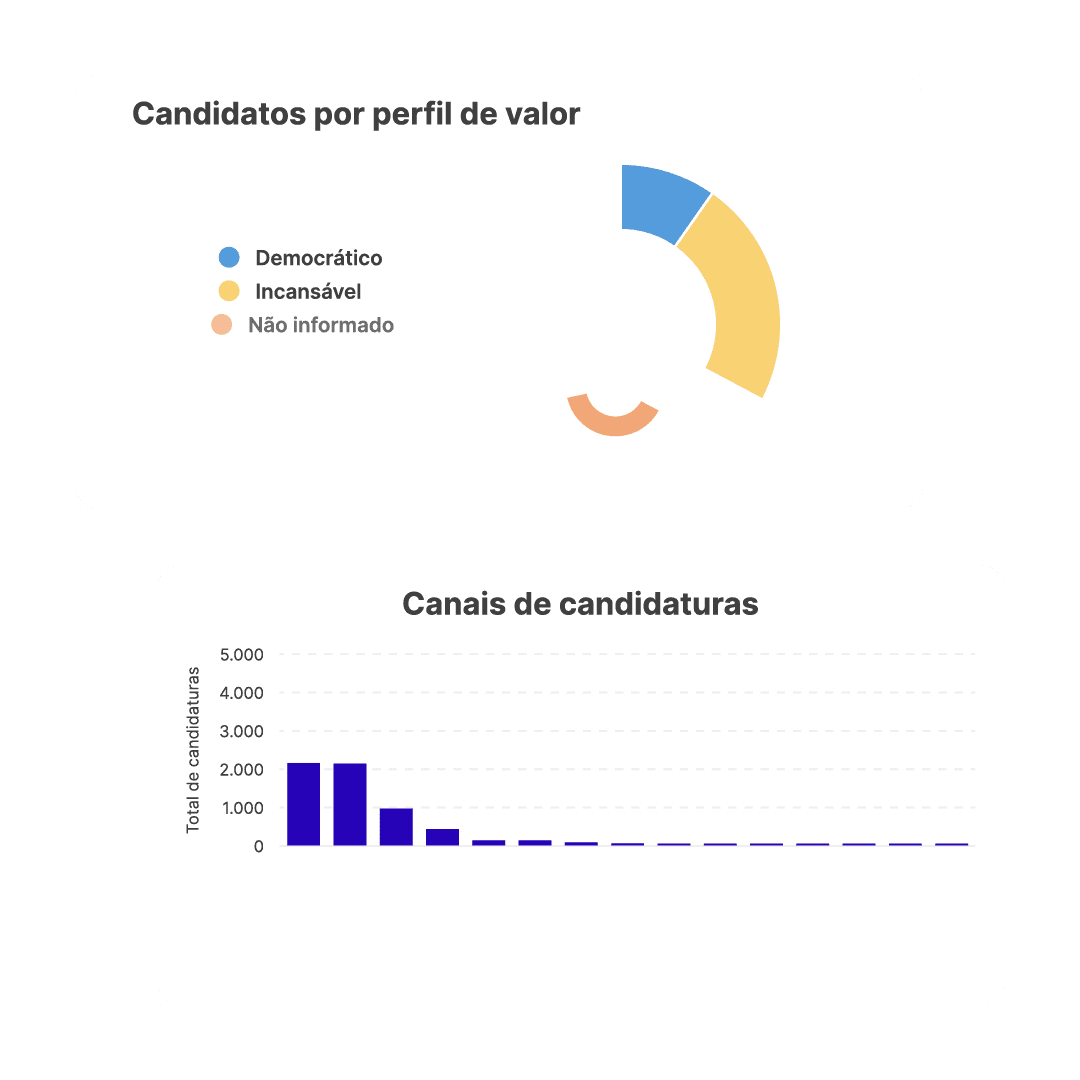 Candidatos por perfil de valor
Democrático
Incansável
Não informado
Canais de candidaturas
Total de candidaturas
5.000
4.000
3.000
2.000
1.000
0